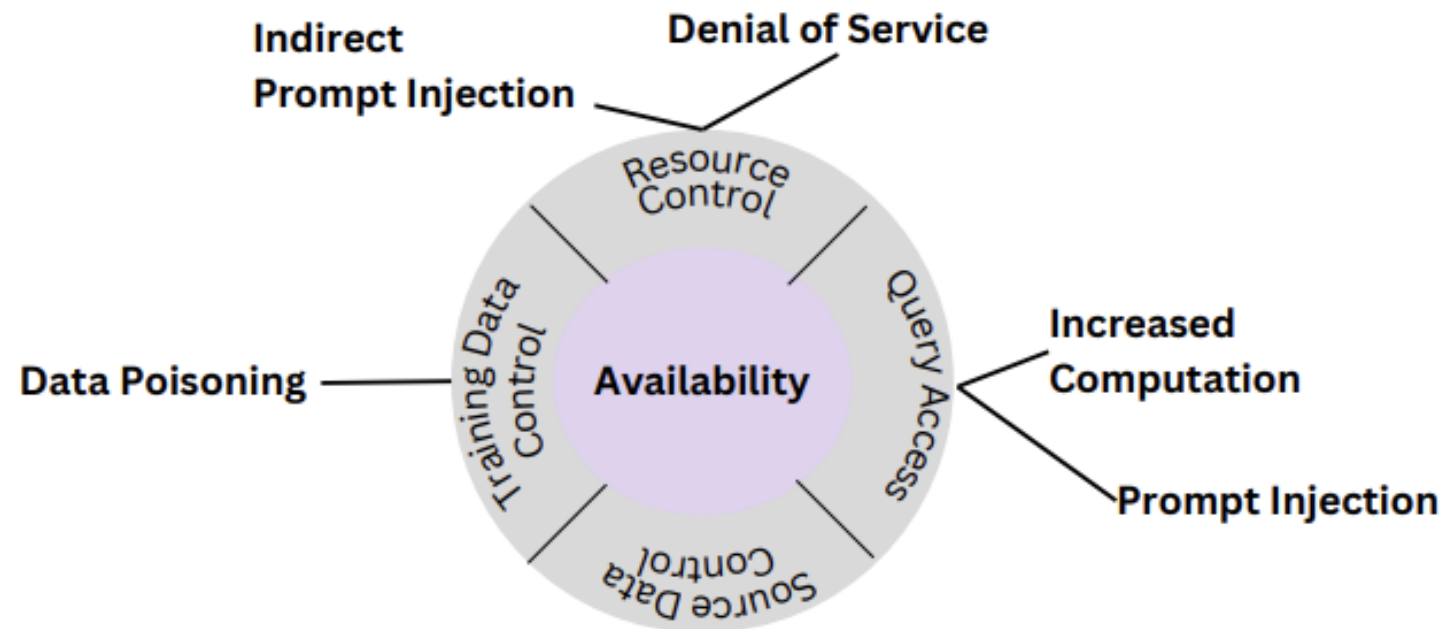 Indirect
Prompt Injection
Denial of Service
Resource
Control
Training Data
Control
Availability
Query Access
Data Poisoning
Increased
Computation
Prompt Injection
Source Data
Control